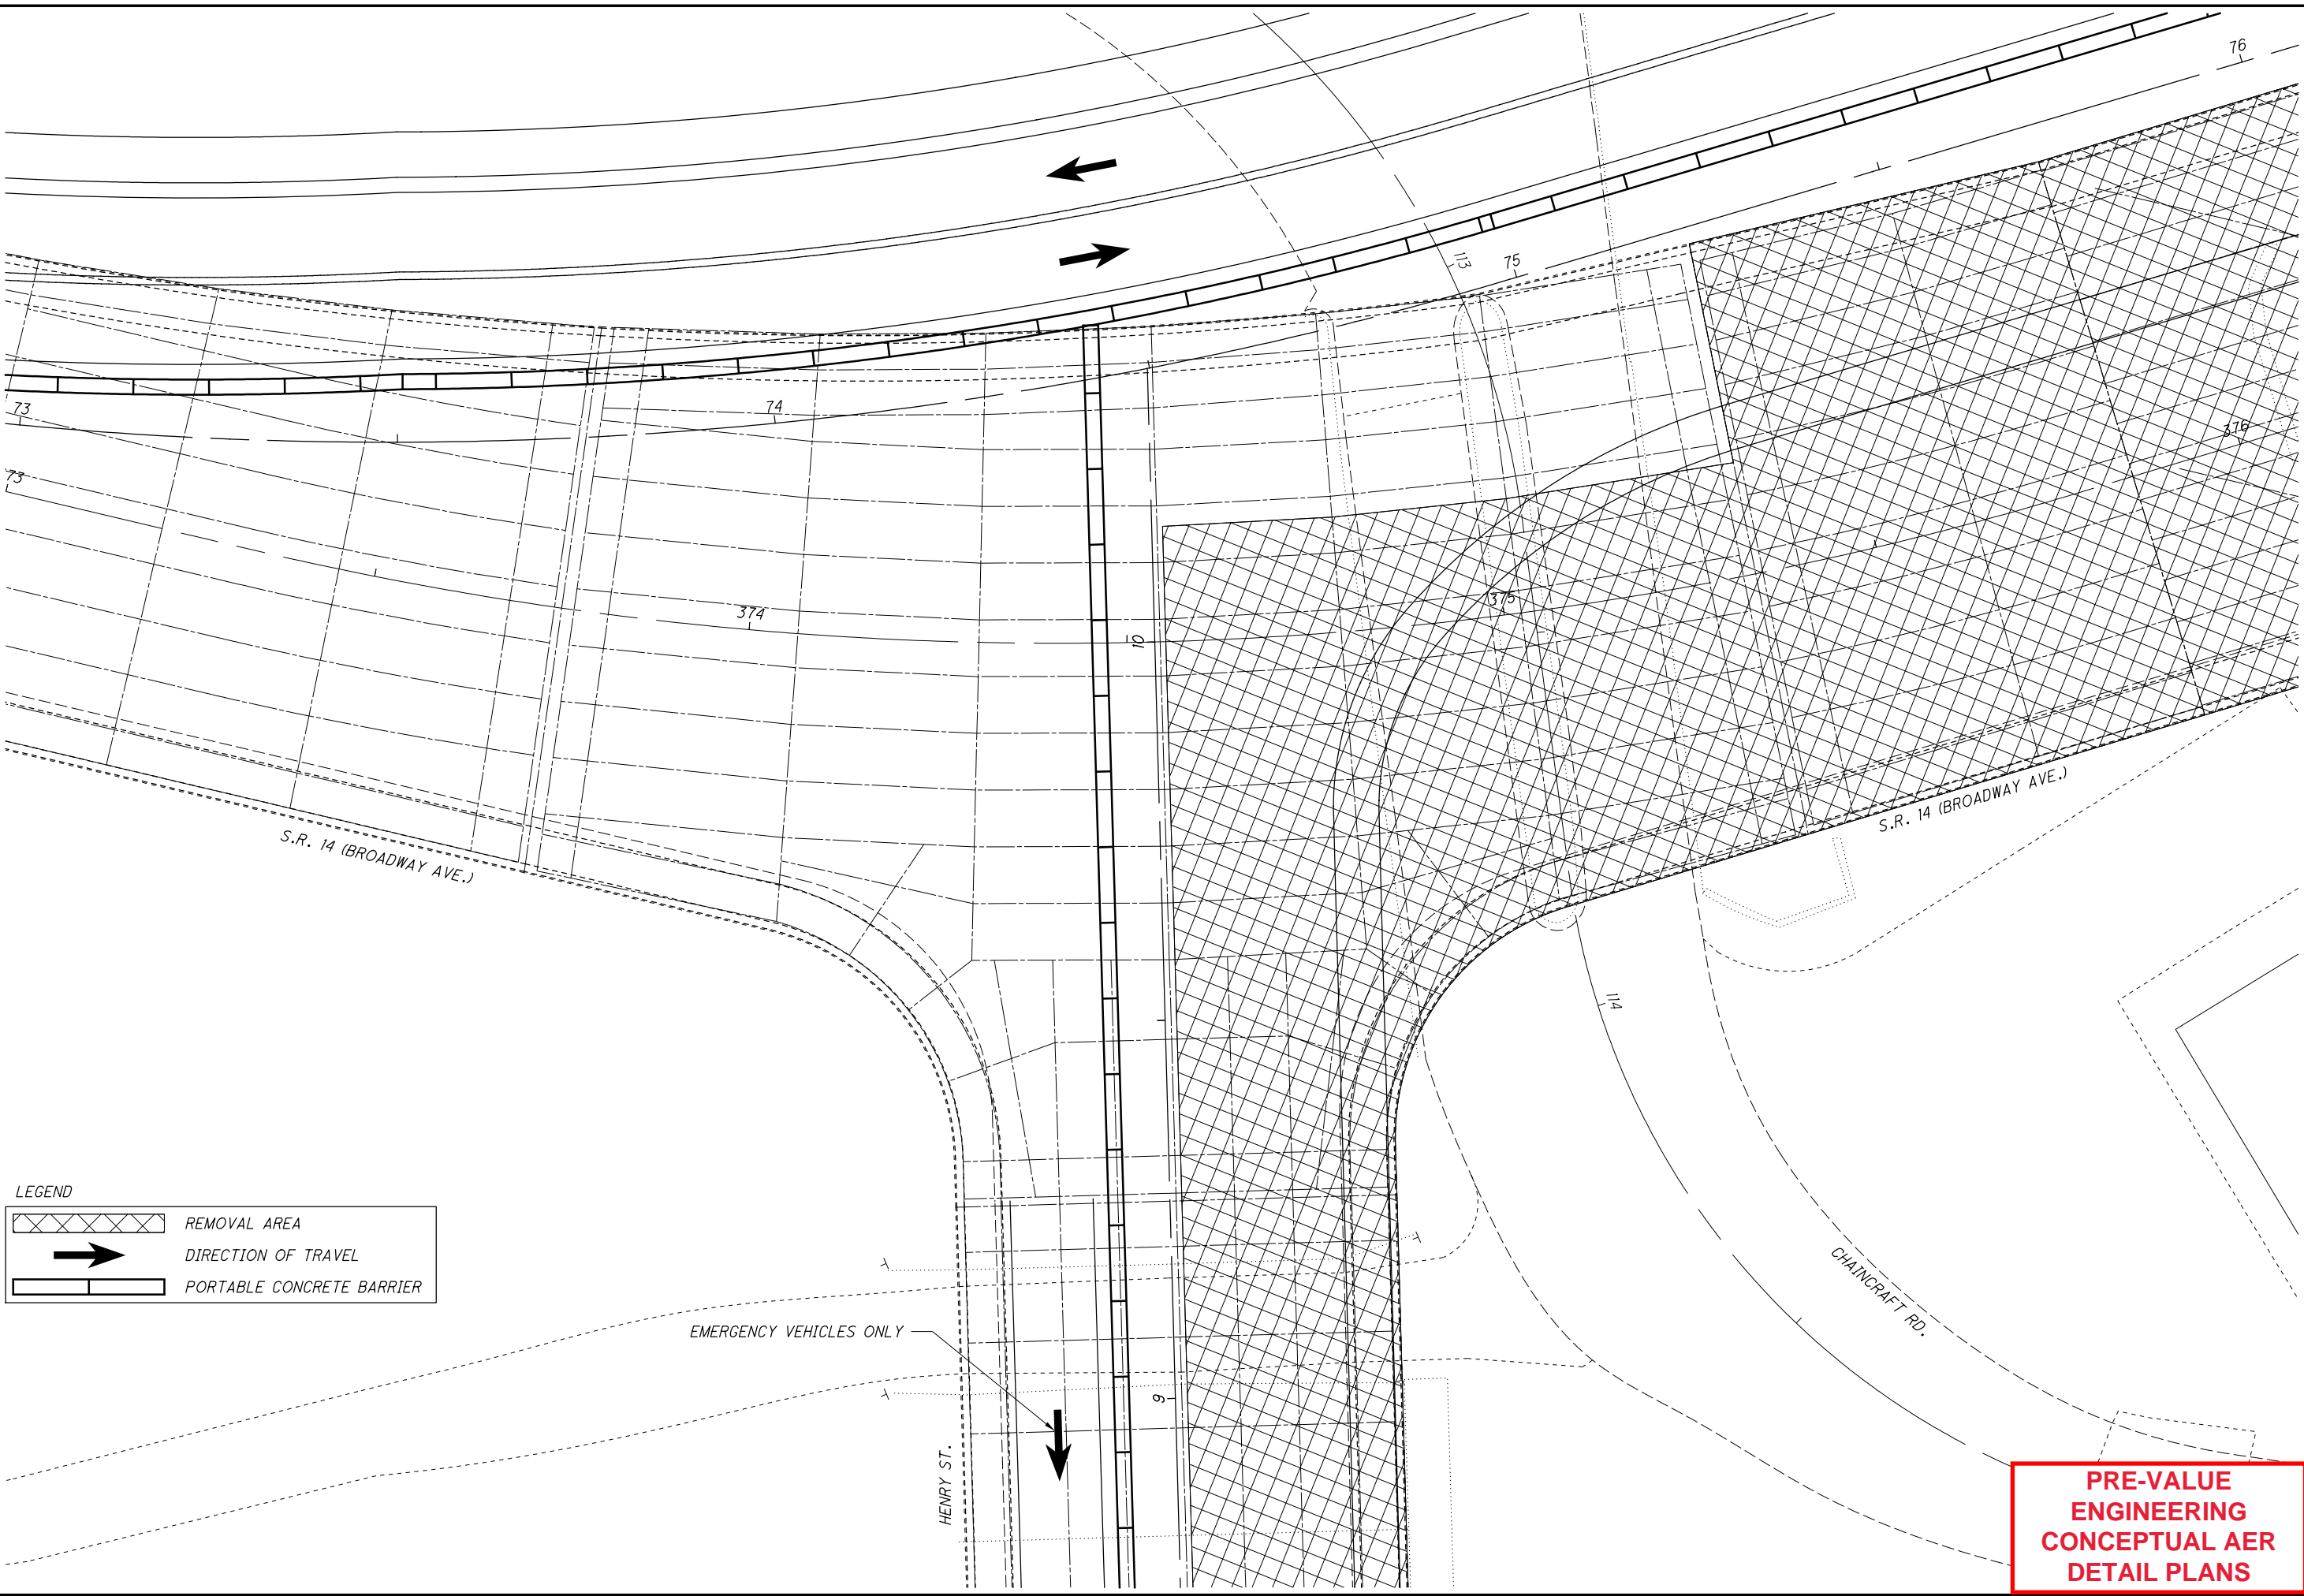 76
113
75
73
74
376
73
375
374
10
S.R. 14 (BROADWAY AVE.)
S.R. 14 (BROADWAY AVE.)
114
LEGEND
REMOVAL AREA
DIRECTION OF TRAVEL
PORTABLE CONCRETE BARRIER
CHAINCRAFT RD.
EMERGENCY VEHICLES ONLY
9
HENRY ST.
PRE-VALUE
ENGINEERING
CONCEPTUAL AER
DETAIL PLANS